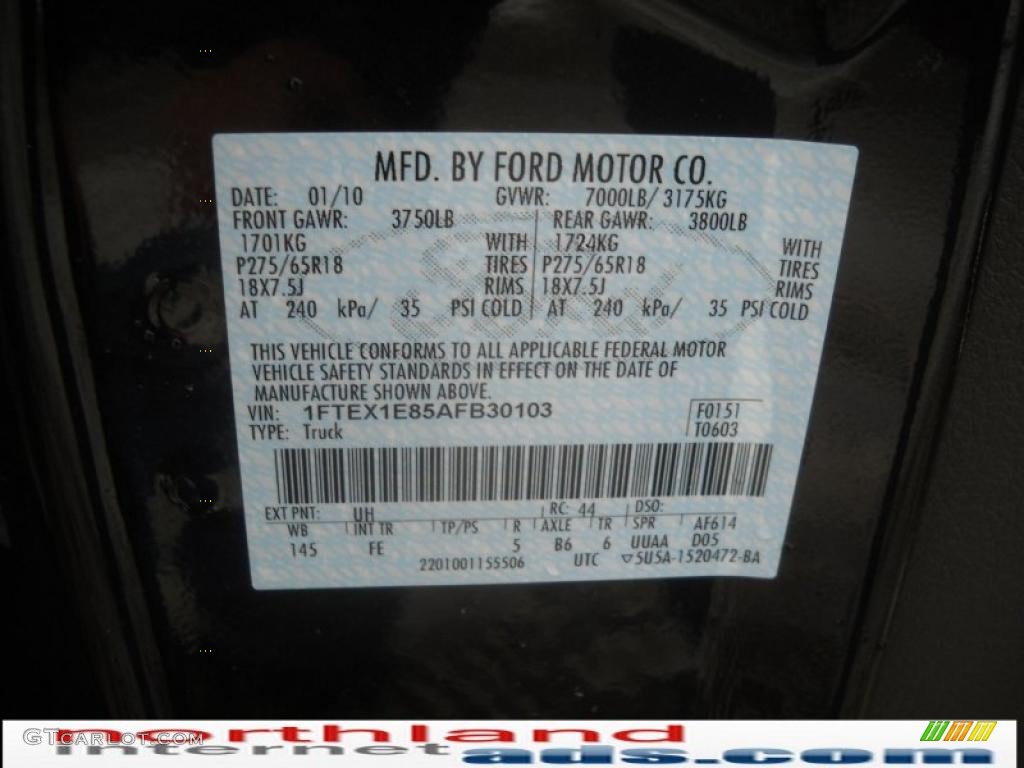 MFD. BY FORD MOTOR CO.
DATE: 01/10 GVWR: 7000LB/ 3175KG
FRONT GAWR: 3750LB REAR GAWR: 3800LB
1701KG WITH 1724KG WITH
P275/65R18 TIRES P275/65R18 TIRES
18X7.5J RIMS 18X7.5J RIMS
AT 240 kPa/ 35 PSI COLD AT 240 kPa/ 35 PSI COLD
THIS VEHICLE CONFORMS TO ALL APPLICABLE FEDERAL MOTOR
VEHICLE SAFETY STANDARDS IN EFFECT ON THE DATE OF
MANUFACTURE SHOWN ABOVE.
VIN: 1FTEX1E85AFB30103 F0151
TYPE: Truck T0603
EXT PNT: UH RC: 44 DSO:
WB INT TR TP/PS R AXLE TR SPR AF614
145 FE 5 B6 6 UUAA D05
2201001155506 UTC ▽5U5A-1520472-BA
GTCarLot.com
northland
internet ads.com